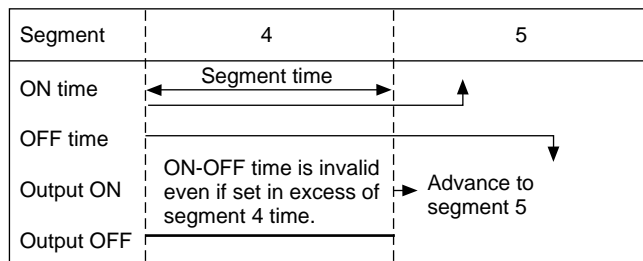 Segment 4 5
ON time Segment time
OFF time
Output ON ON-OFF time is invalid even if set in excess of segment 4 time. Advance to segment 5
Output OFF